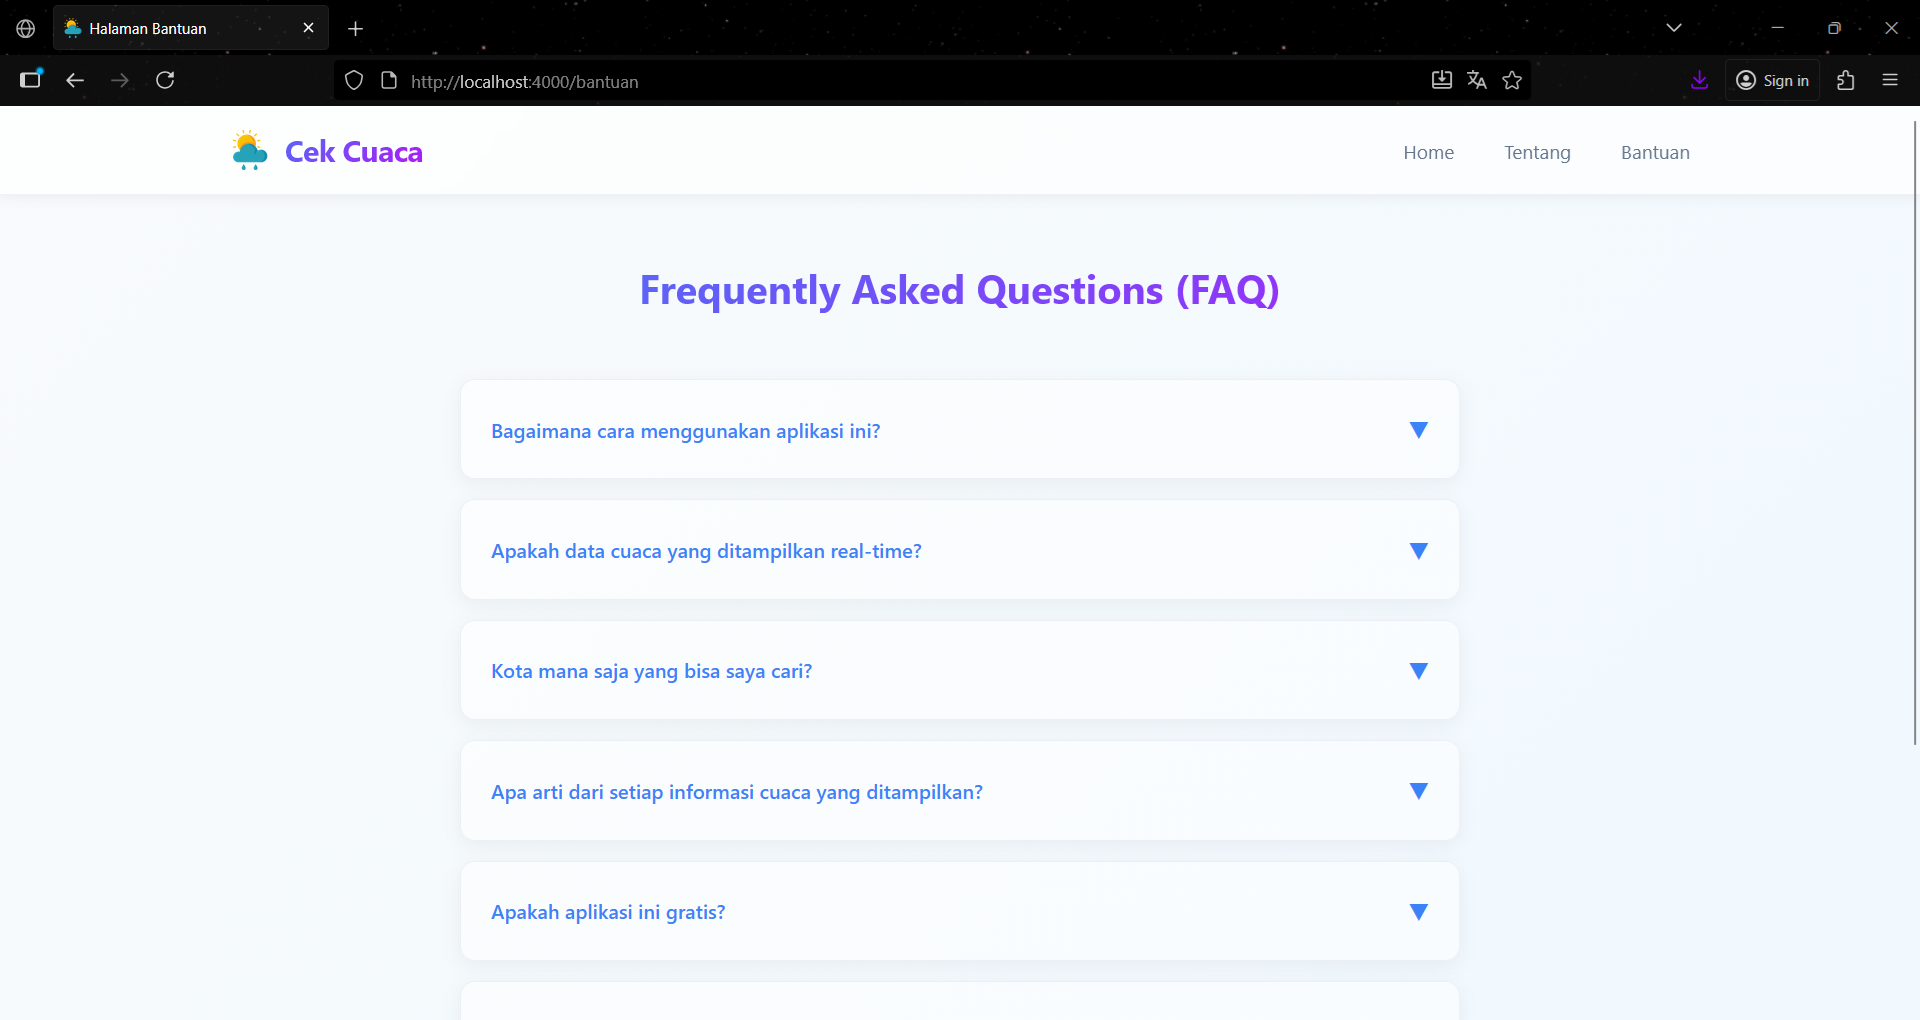 Halaman Bantuan
http://localhost:4000/bantuan
Sign in
Cek Cuaca
Home
Tentang
Bantuan
Frequently Asked Questions (FAQ)
Bagaimana cara menggunakan aplikasi ini?
Apakah data cuaca yang ditampilkan real-time?
Kota mana saja yang bisa saya cari?
Apa arti dari setiap informasi cuaca yang ditampilkan?
Apakah aplikasi ini gratis?